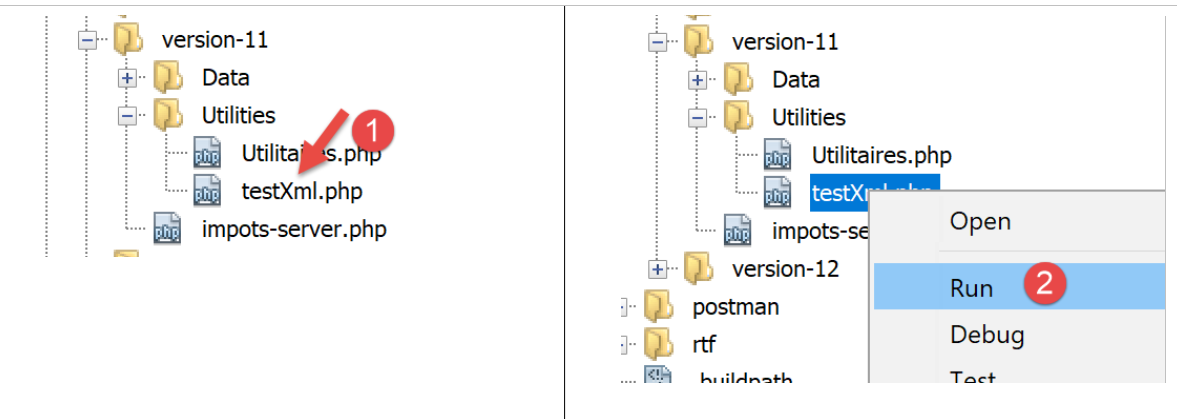 version-11
Data
Utilities
1
Utilitaires.php
testXml.php
impots-server.php
version-11
Data
Utilities
Utilitaires.php
testXml.php
impots-se
Open
version-12
Run 2
postman
Debug
rtf
.buildpath
Test